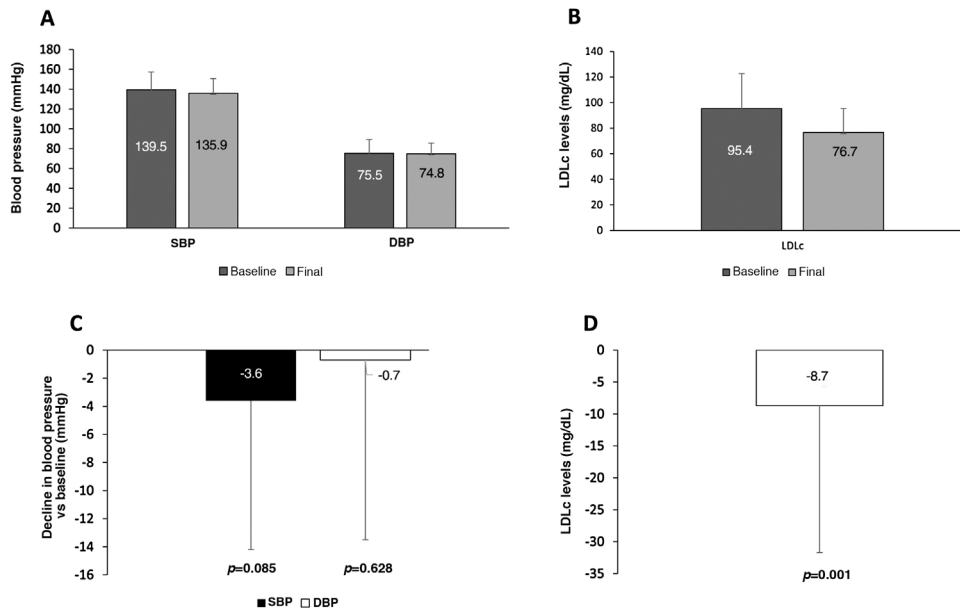 A
Blood pressure (mmHg)
180
160
140
120
100
80
60
40
20
0
139.5
135.9
75.5
74.8
SBP
DBP
Baseline
Final
B
LDLc levels (mg/dL)
140
120
100
80
60
40
20
0
95.4
76.7
LDLc
Baseline
Final
C
Decline in blood pressure
vs baseline (mmHg)
0
-2
-4
-6
-8
-10
-12
-14
-16
-3.6
-0.7
p=0.085
p=0.628
SBP
DBP
D
LDLc levels (mg/dL)
0
-5
-10
-15
-20
-25
-30
-35
-8.7
p=0.001